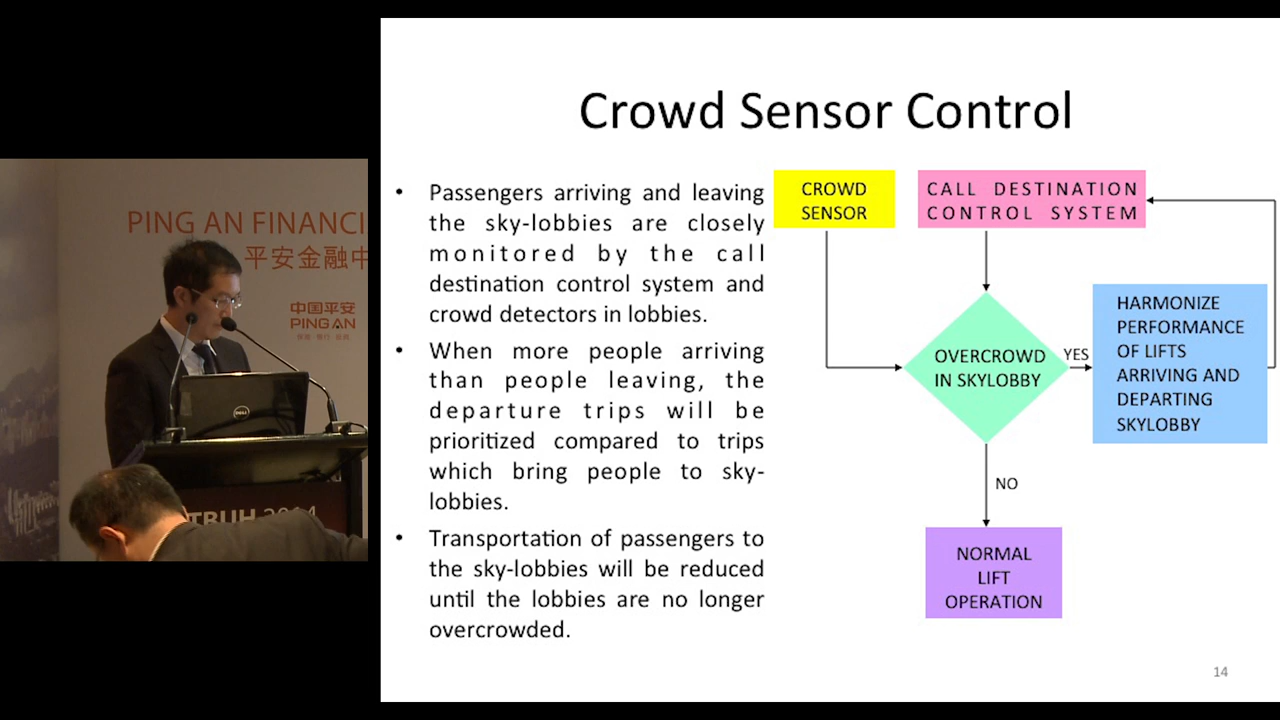 PING AN FINANCI
平安金融中
中国平安
PING AN
DELL
TBUH 2014
Crowd Sensor Control
• Passengers arriving and leaving
the sky-lobbies are closely
monitored by the call
destination control system and
crowd detectors in lobbies.
• When more people arriving
than people leaving, the
departure trips will be
prioritized compared to trips
which bring people to sky-
lobbies.
• Transportation of passengers to
the sky-lobbies will be reduced
until the lobbies are no longer
overcrowded.
CROWD
SENSOR
CALL DESTINATION
CONTROL SYSTEM
OVERCROWD
IN SKYLOBBY
YES
HARMONIZE
PERFORMANCE
OF LIFTS
ARRIVING AND
DEPARTING
SKYLOBBY
NO
NORMAL
LIFT
OPERATION
14